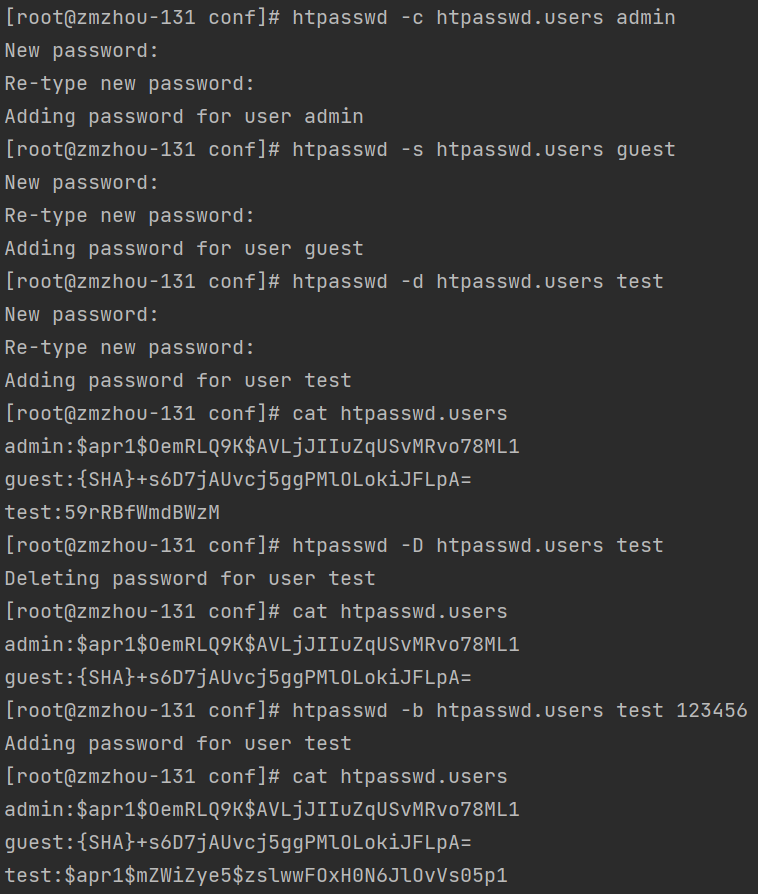 [root@zmzhou-131 conf]# htpasswd -c htpasswd.users admin
New password:
Re-type new password:
Adding password for user admin
[root@zmzhou-131 conf]# htpasswd -s htpasswd.users guest
New password:
Re-type new password:
Adding password for user guest
[root@zmzhou-131 conf]# htpasswd -d htpasswd.users test
New password:
Re-type new password:
Adding password for user test
[root@zmzhou-131 conf]# cat htpasswd.users
admin:$apr1$OemRLQ9K$AVLjJIIuZqUSvMRvo78ML1
guest:{SHA}+s6D7jAUvcj5ggPMlOLokiJFLpA=
test:59rRBfWmdBWzM
[root@zmzhou-131 conf]# htpasswd -D htpasswd.users test
Deleting password for user test
[root@zmzhou-131 conf]# cat htpasswd.users
admin:$apr1$OemRLQ9K$AVLjJIIuZqUSvMRvo78ML1
guest:{SHA}+s6D7jAUvcj5ggPMlOLokiJFLpA=
[root@zmzhou-131 conf]# htpasswd -b htpasswd.users test 123456
Adding password for user test
[root@zmzhou-131 conf]# cat htpasswd.users
admin:$apr1$OemRLQ9K$AVLjJIIuZqUSvMRvo78ML1
guest:{SHA}+s6D7jAUvcj5ggPMlOLokiJFLpA=
test:$apr1$mZWiZye5$zslwwFOxH0N6JlOvVs05p1